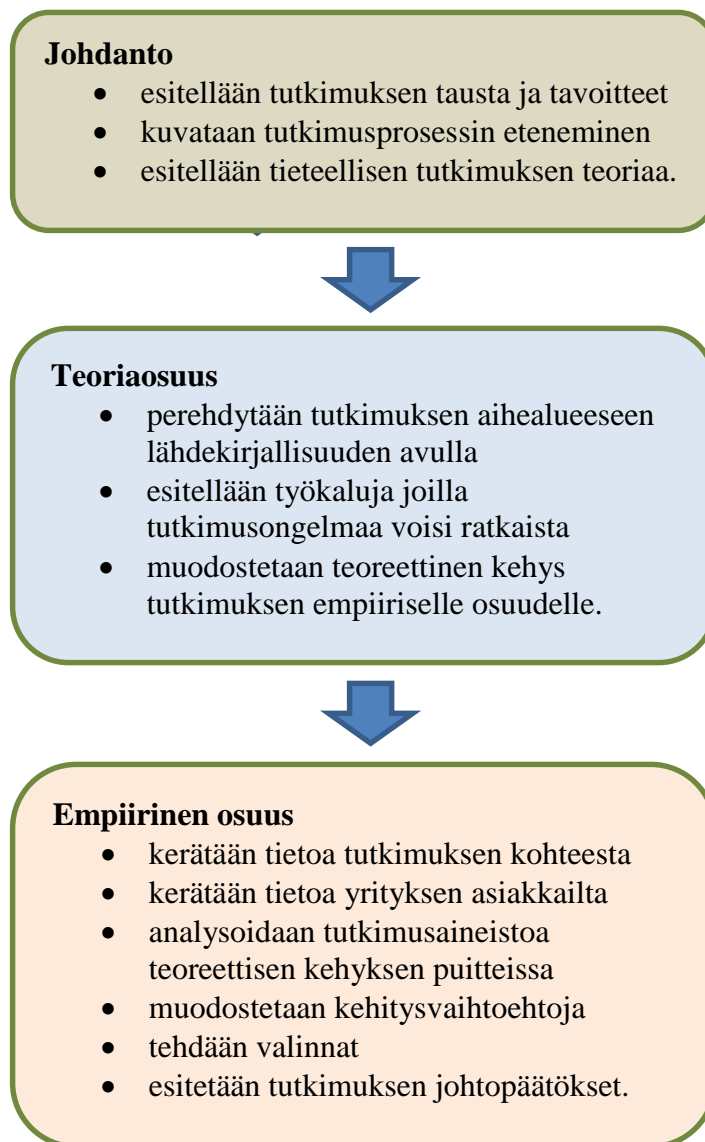 Johdanto
• esitellään tutkimuksen tausta ja tavoitteet
• kuvataan tutkimusprosessin eteneminen
• esitellään tieteellisen tutkimuksen teoriaa.
Teoriaosuus
• perehdytään tutkimuksen aihealueeseen
lähdekirjallisuuden avulla
• esitellään työkaluja joilla
tutkimusongelmaa voisi ratkaista
• muodostetaan teoreettinen kehys
tutkimuksen empiiriselle osuudelle.
Empiirinen osuus
• kerätään tietoa tutkimuksen kohteesta
• kerätään tietoa yrityksen asiakkailta
• analysoidaan tutkimusaineistoa
teoreettisen kehyksen puitteissa
• muodostetaan kehitysvaihtoehtoja
• tehdään valinnat
• esitetään tutkimuksen johtopäätökset.